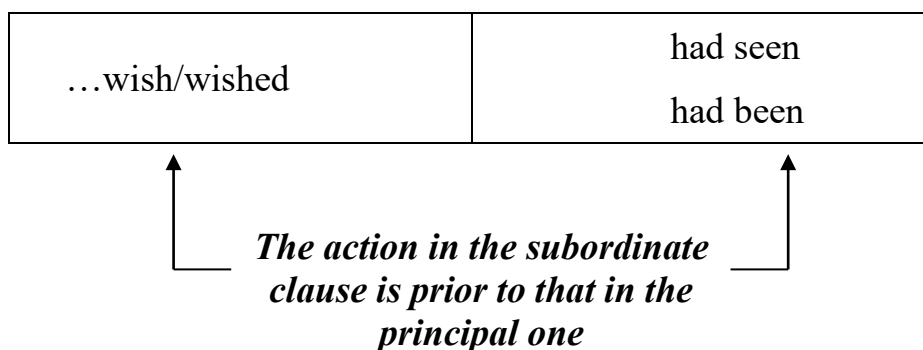 …wish/wished
had seen
had been
The action in the subordinate
clause is prior to that in the
principal one